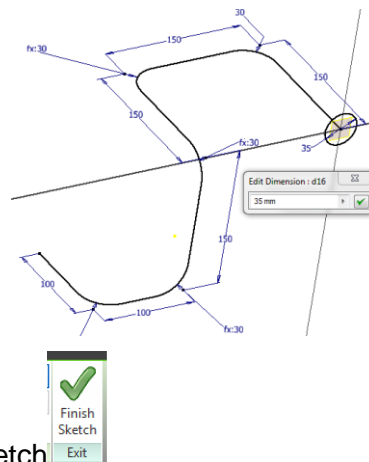 30
150
fx:30
150
150
fx:30
35
Edit Dimension : d16
35 mm
150
100
100
fx:30
Finish
Sketch
etch
Exit